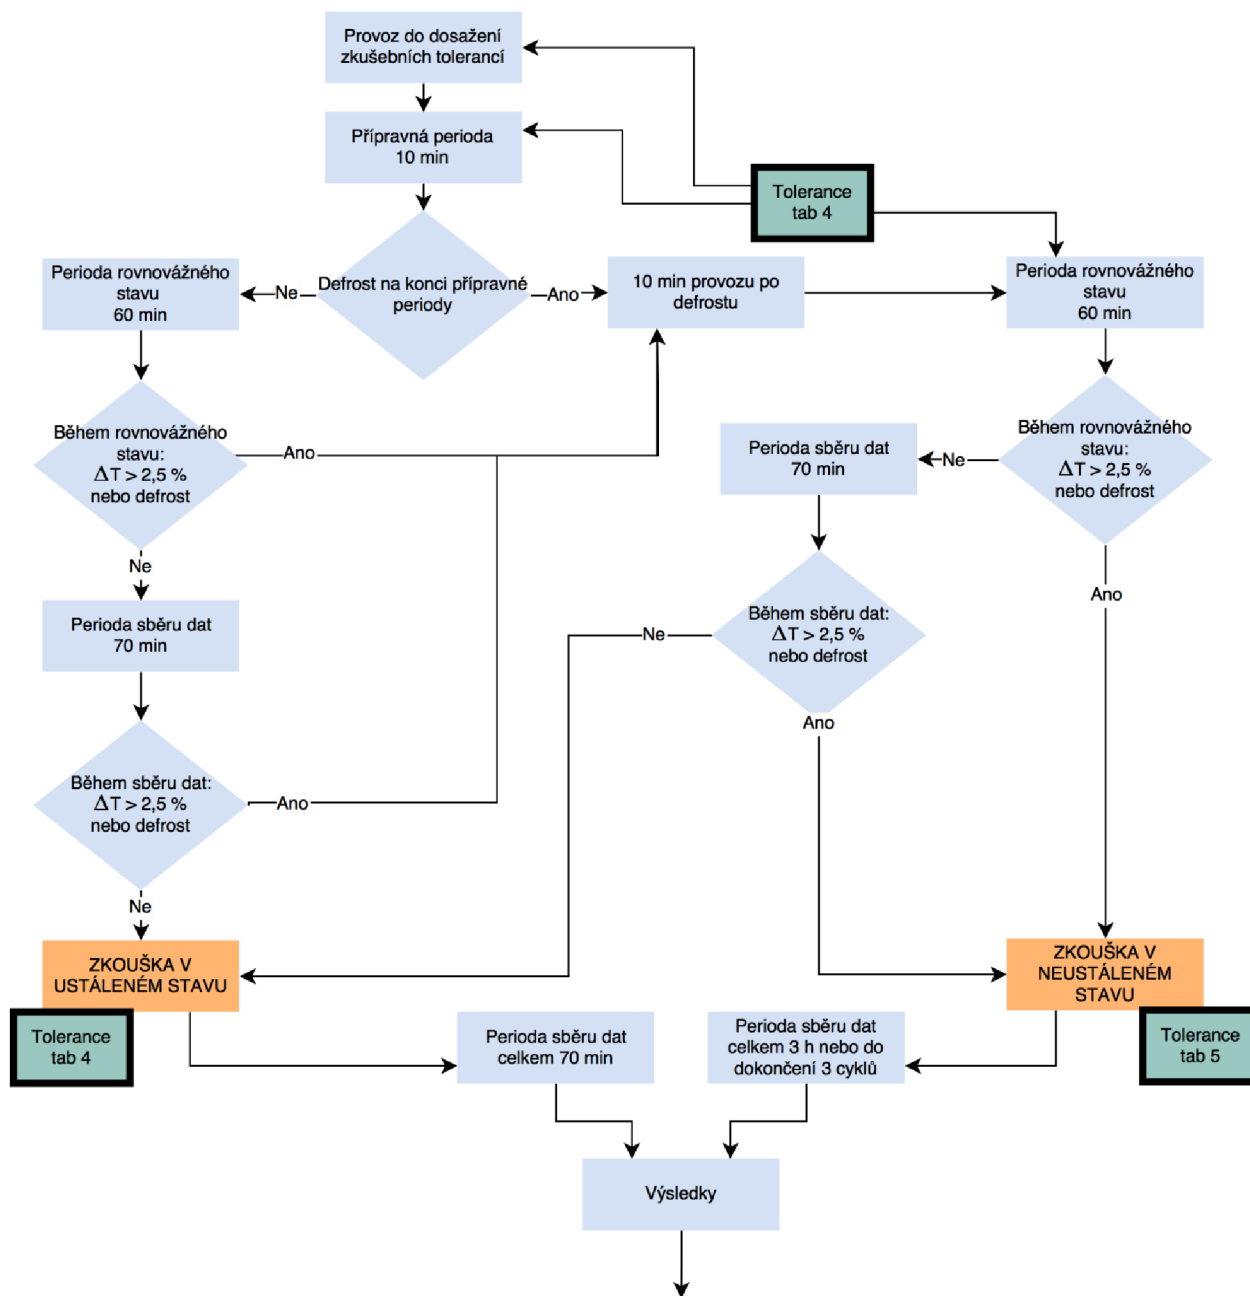 Provoz do dosažení
zkušebních tolerancí
Přípravná perioda
10 min
Tolerance
tab 4
Defrost na konci přípravné
periody
Ne
Ano
Perioda rovnovážného
stavu
60 min
10 min provozu po
defrostu
Perioda rovnovážného
stavu
60 min
Během rovnovážného
stavu:
ΔT > 2,5 %
nebo defrost
Ano
Ne
Perioda sběru dat
70 min
Ne
Během rovnovážného
stavu:
ΔT > 2,5 %
nebo defrost
Ano
Perioda sběru dat
70 min
Ne
Během sběru dat:
ΔT > 2,5 %
nebo defrost
Ano
Během sběru dat:
ΔT > 2,5 %
nebo defrost
Ano
Ne
ZKOUŠKA V
USTÁLENÉM STAVU
Tolerance
tab 4
ZKOUŠKA V
NEUSTÁLENÉM
STAVU
Tolerance
tab 5
Perioda sběru dat
celkem 70 min
Perioda sběru dat
celkem 3 h nebo do
dokončení 3 cyklů
Výsledky